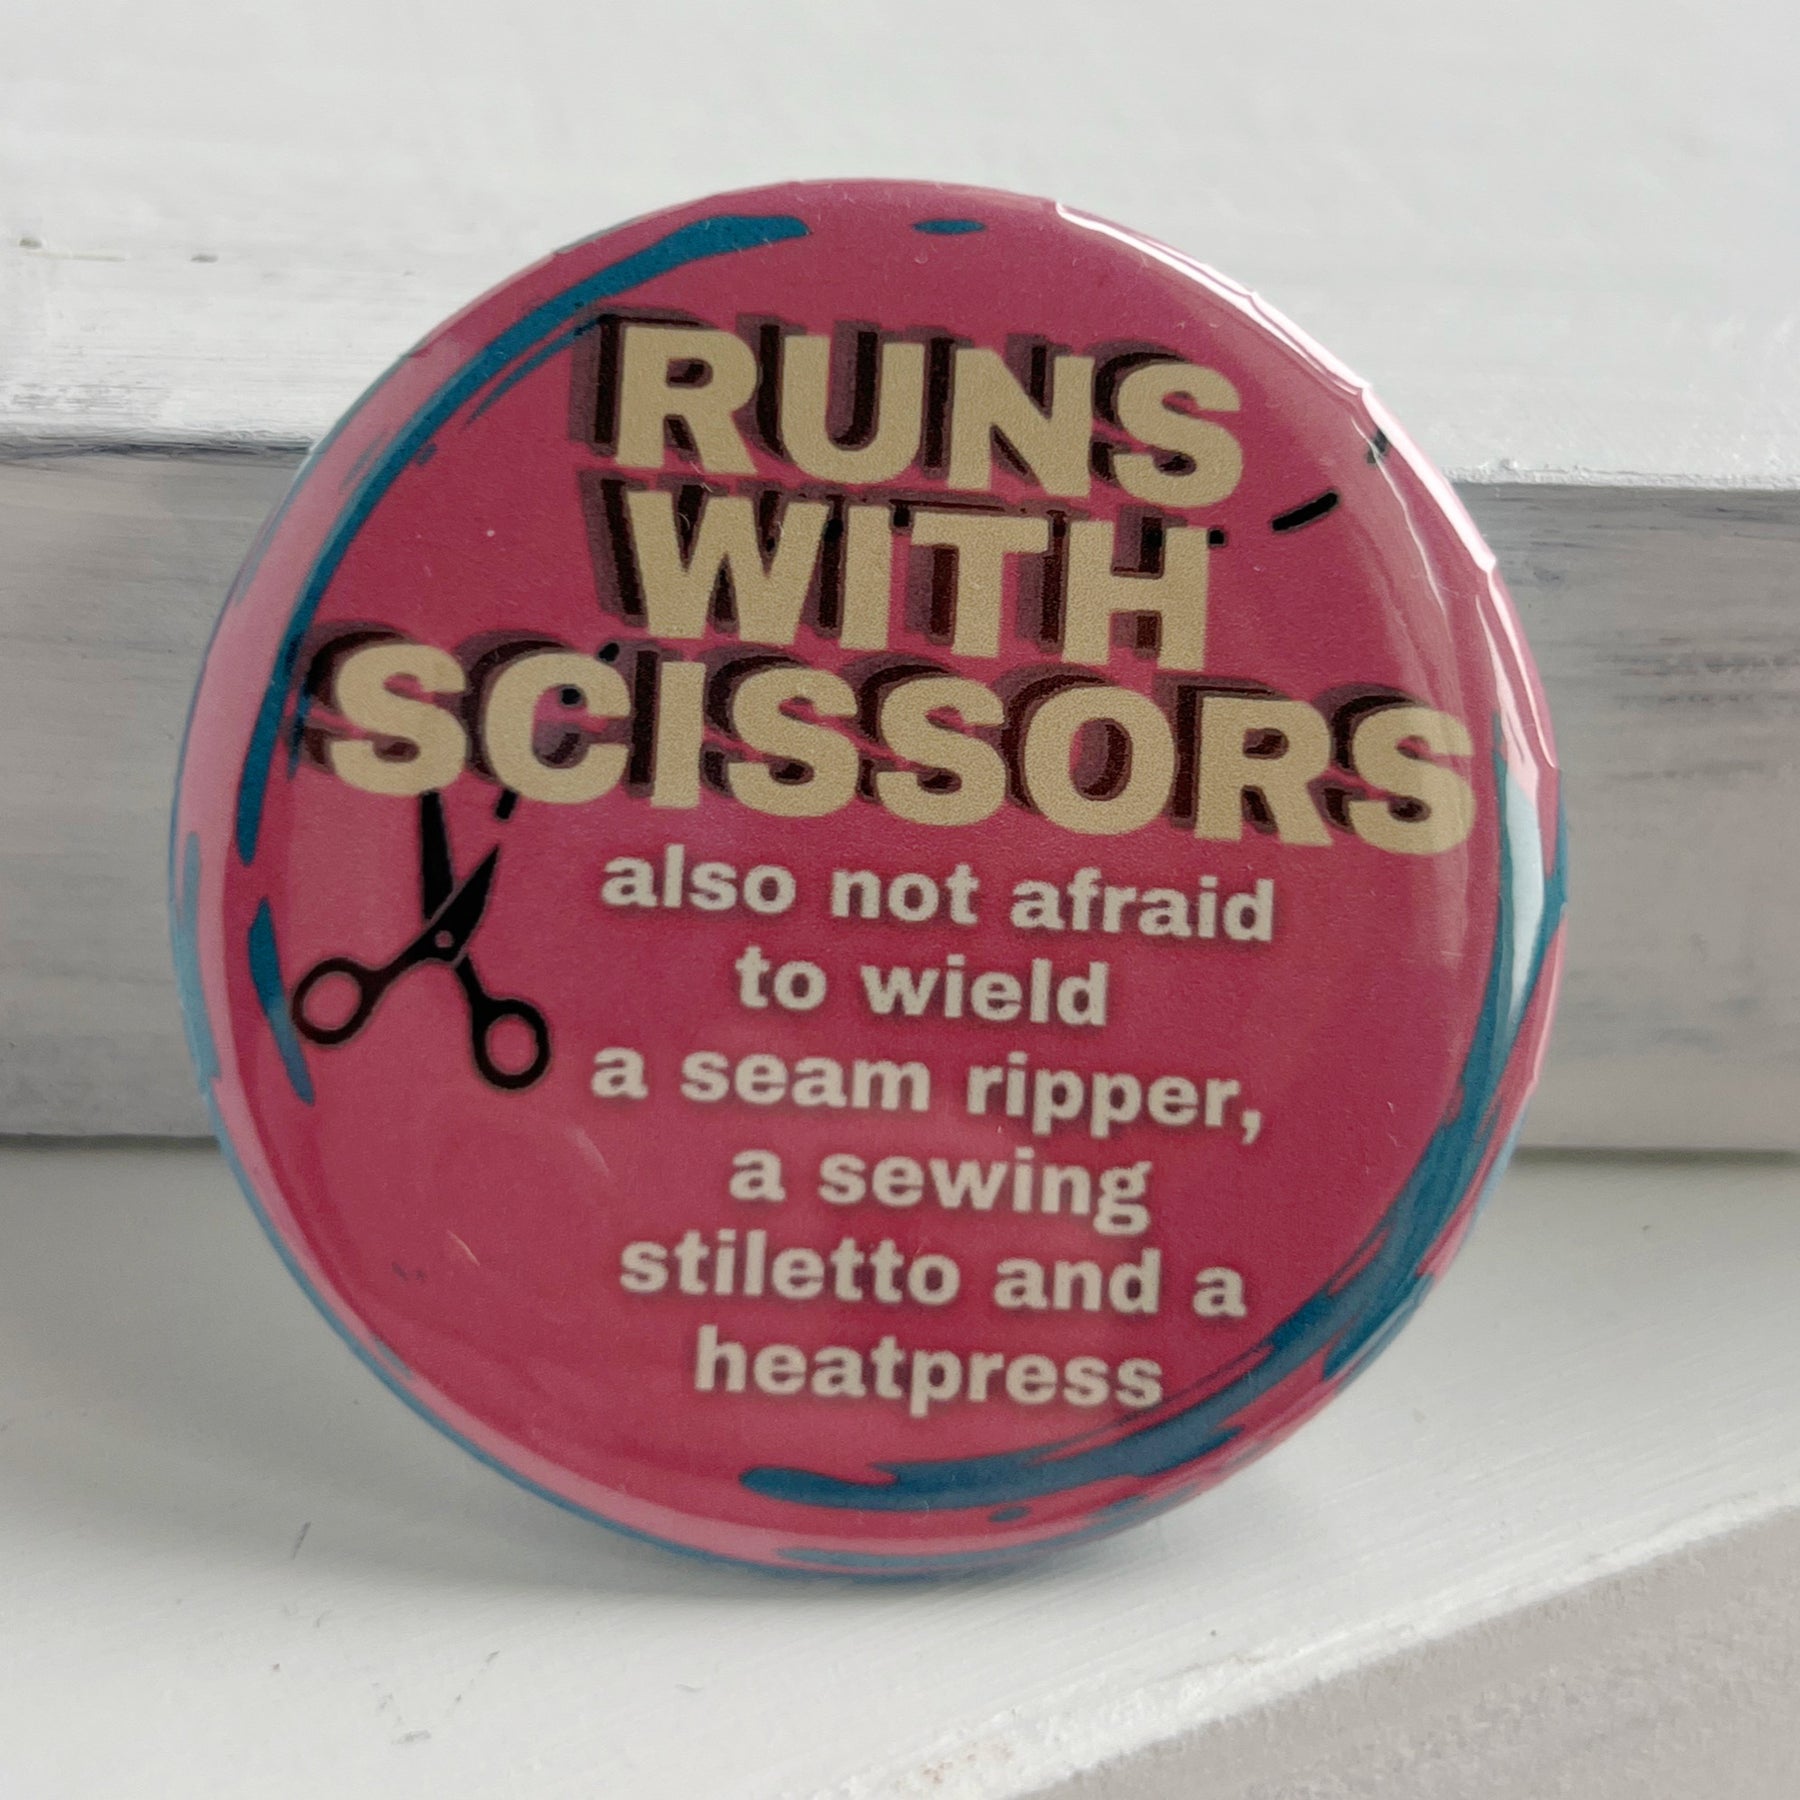 RUNS
WITH
SCISSORS
also not afraid
to wield
a seam ripper,
a sewing
stiletto and a
heatpress